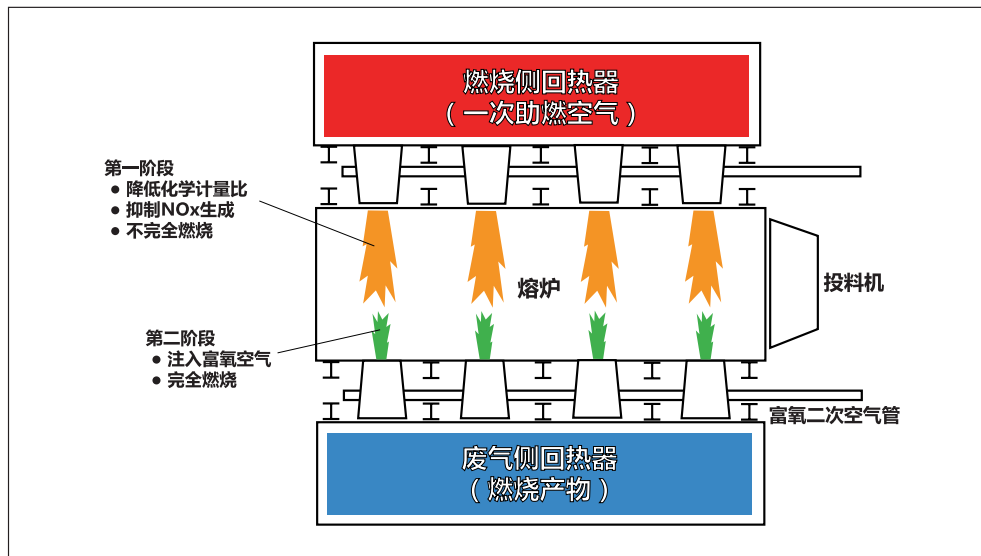 燃烧侧回热器
（一次助燃空气）
第一阶段
● 降低化学计量比
● 抑制NOx生成
● 不完全燃烧
熔炉
投料机
第二阶段
● 注入富氧空气
● 完全燃烧
富氧二次空气管
废气侧回热器
（燃烧产物）